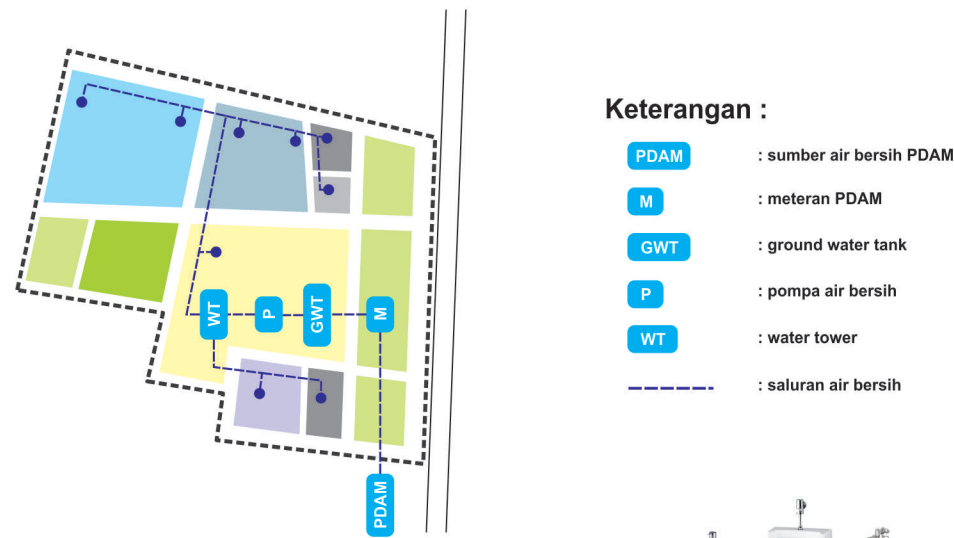 WT
P
GWT
M
PDAM
Keterangan :
PDAM : sumber air bersih PDAM
M : meteran PDAM
GWT : ground water tank
P : pompa air bersih
WT : water tower
: saluran air bersih